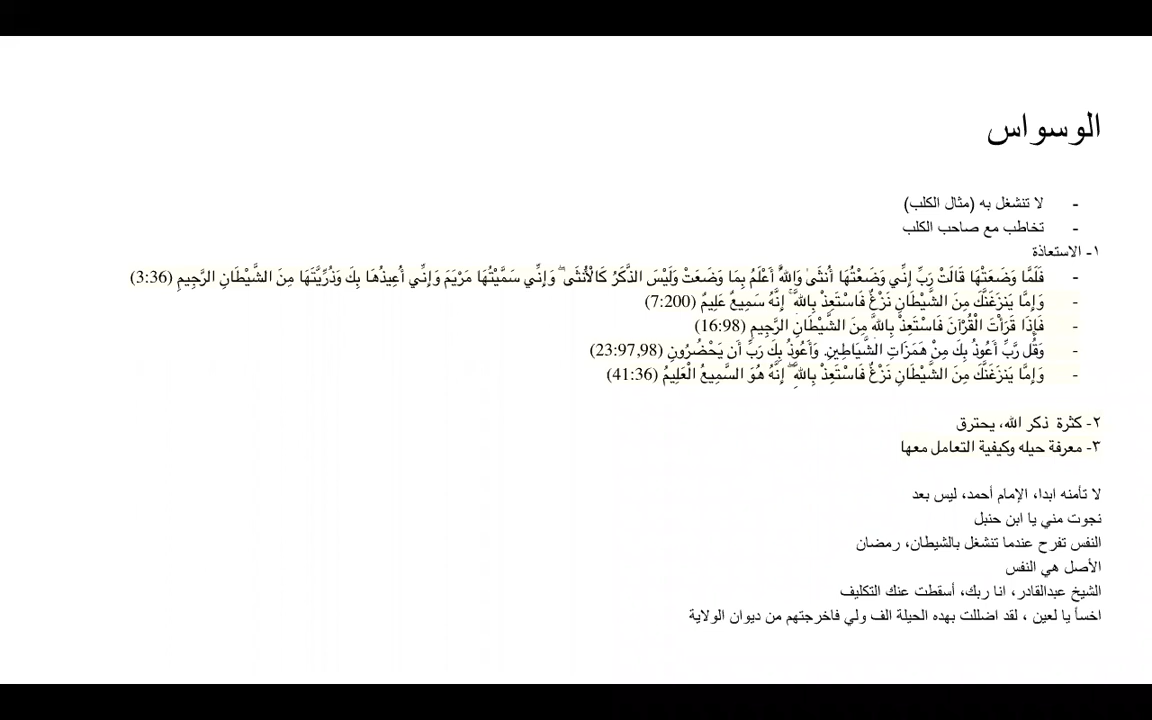 الوسواس
- لا تنشغل به (مثال الكلب)
- تخاطب مع صاحب الكلب
١- الاستعاذة
- فَلَمَّا وَضَعَتْهَا قَالَتْ رَبِّ إِنِّي وَضَعْتُهَا أُنثَىٰ وَاللَّهُ أَعْلَمُ بِمَا وَضَعَتْ وَلَيْسَ الذَّكَرُ كَالْأُنثَىٰ ۖ وَإِنِّي سَمَّيْتُهَا مَرْيَمَ وَإِنِّي أُعِيذُهَا بِكَ وَذُرِّيَّتَهَا مِنَ الشَّيْطَانِ الرَّجِيمِ (3:36)
- وَإِمَّا يَنزَغَنَّكَ مِنَ الشَّيْطَانِ نَزْغٌ فَاسْتَعِذْ بِاللَّهِ ۚ إِنَّهُ سَمِيعٌ عَلِيمٌ (7:200)
- فَإِذَا قَرَأْتَ الْقُرْآنَ فَاسْتَعِذْ بِاللَّهِ مِنَ الشَّيْطَانِ الرَّجِيمِ (16:98)
- وَقُل رَّبِّ أَعُوذُ بِكَ مِنْ هَمَزَاتِ الشَّيَاطِينِ. وَأَعُوذُ بِكَ رَبِّ أَن يَحْضُرُونِ (23:97,98)
- وَإِمَّا يَنزَغَنَّكَ مِنَ الشَّيْطَانِ نَزْغٌ فَاسْتَعِذْ بِاللَّهِ ۖ إِنَّهُ هُوَ السَّمِيعُ الْعَلِيمُ (41:36)
٢- كثرة ذكر الله، يحترق
٣- معرفة حيله وكيفية التعامل معها
لا تأمنه ابدا، الإمام أحمد، ليس بعد
نجوت مني يا ابن حنبل
النفس تفرح عندما تنشغل بالشيطان، رمضان
الأصل هي النفس
الشيخ عبدالقادر، انا ربك، أسقطت عنك التكليف
اخسأ يا لعين ، لقد اضللت بهده الحيلة الف ولي فاخرجتهم من ديوان الولاية